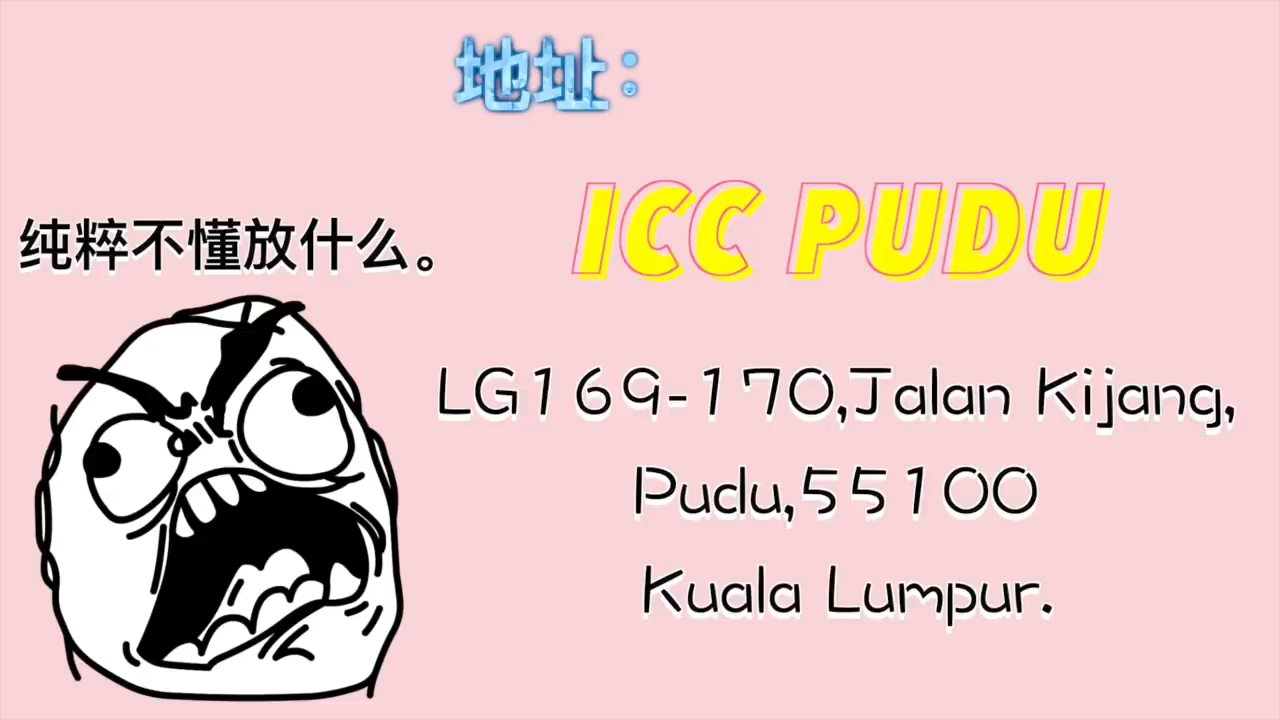 地址：
ICC PUDU
纯粹不懂放什么。
LG169-170,Jalan Kijang,
Pudu,55100
Kuala Lumpur.